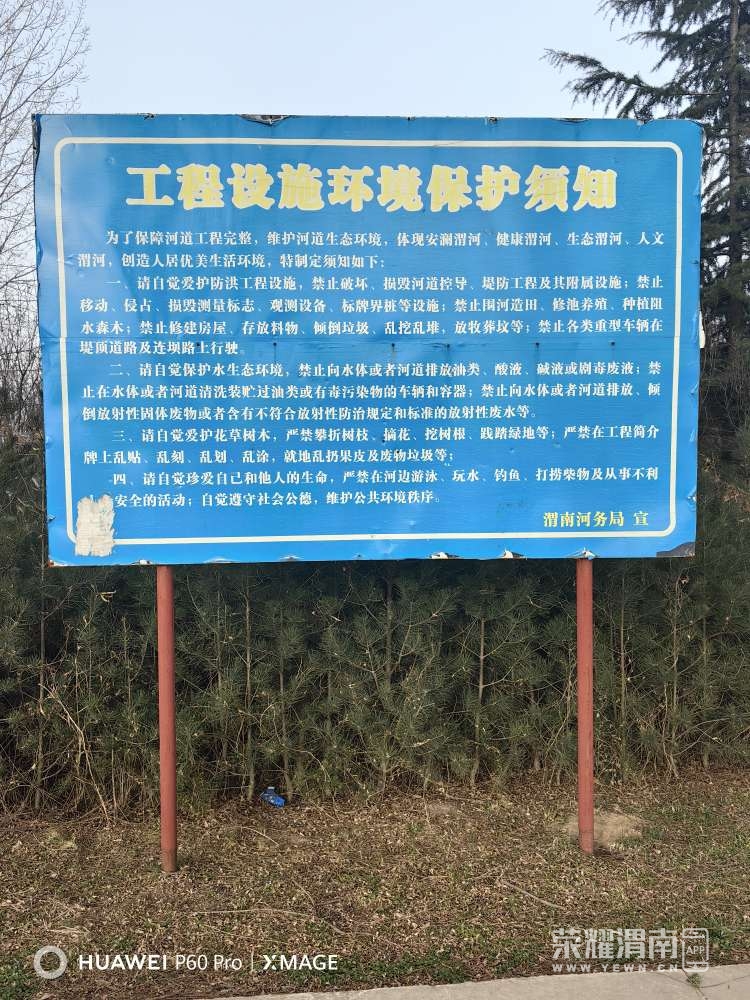 工程设施环境保护须知
为了保障河道工程完整，维护河道生态环境，体现安澜渭河、健康渭河、生态渭河、人文
渭河，创造人居优美生活环境，特制定须知如下：
一、请自觉爱护防洪工程设施，禁止破坏、损毁河道控导、堤防工程及其附属设施；禁止
移动、侵占、损毁测量标志、观测设备、标牌界桩等设施；禁止围河造田、修池养殖、种植阻
水森木；禁止修建房屋、存放料物、倾倒垃圾、乱挖乱堆，放牧葬坟等；禁止各类重型车辆在
堤顶道路及连坝路上行驶。
二、请自觉保护水生态环境，禁止向水体或者河道排放油类、酸液、碱液或剧毒废液；禁
止在水体或者河道清洗装贮过油类或有毒污染物的车辆和容器；禁止向水体或者河道排放、倾
倒放射性固体废物或者含有不符合放射性防治规定和标准的放射性废水等。
三、请自觉爱护花草树木，严禁攀折树枝、摘花、挖树根、践踏绿地等；严禁在工程简介
牌上乱贴、乱刻、乱划、乱涂，就地乱扔果皮及废物垃圾等；
四、请自觉珍爱自己和他人的生命，严禁在河边游泳、玩水、钓鱼、打捞柴物及从事不利
安全的活动；自觉遵守社会公德，维护公共环境秩序。
渭南河务局 宣
HUAWEI P60 Pro | XMAGE
荣耀渭南 APP
WWW.YEWN.CN